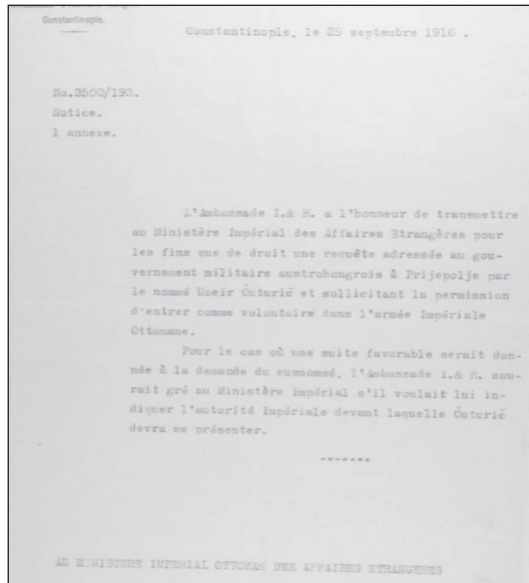 Constantinople.
Constantinople, le 29 septembre 1916 .
No.3500/193.
Notice.
1 annexe.
L'Ambassade I.& R. a l'honneur de transmettre
au Ministère Impérial des Affaires Etrangères pour
les fins que de droit une requête adressée au gou-
vernement militaire austrohongrois à Prijepolje par
le nommé Useir Čuturić et sollicitant la permission
d'entrer comme volontaire dans l'armée Impériale
Ottomane.
Pour le cas où une suite favorable serait don-
née à la demande du susnommé, l'Ambassade I.& R. sau-
rait gré au Ministère Impérial s'il voulait lui in-
diquer l'autorité Impériale devant laquelle Čuturić
devra se présenter.
-------
AU MINISTERE IMPERIAL OTTOMAN DES AFFAIRES ETRANGERES